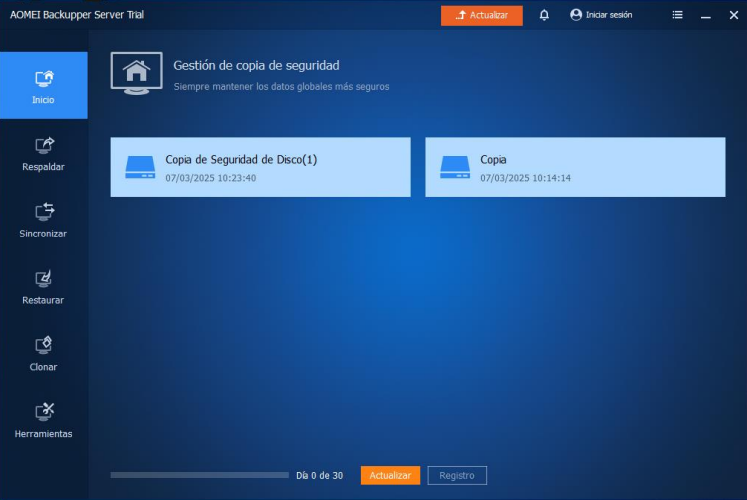 AOMEI Backupper Server Trial
Actualizar
Iniciar sesión
Inicio
Respaldar
Sincronizar
Restaurar
Clonar
Herramientas
Gestión de copia de seguridad
Siempre mantener los datos globales más seguros
Copia de Seguridad de Disco(1)
07/03/2025 10:23:40
Copia
07/03/2025 10:14:14
Día 0 de 30
Actualizar
Registro